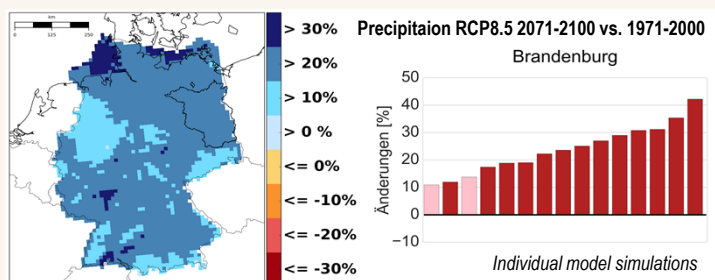 km
0 125 250
> 30%
> 20%
> 10%
> 0 %
<= 0%
<= -10%
<= -20%
<= -30%
Precipitaion RCP8.5 2071-2100 vs. 1971-2000
Brandenburg
Änderungen [%]
50
40
30
20
10
0
−10
Individual model simulations